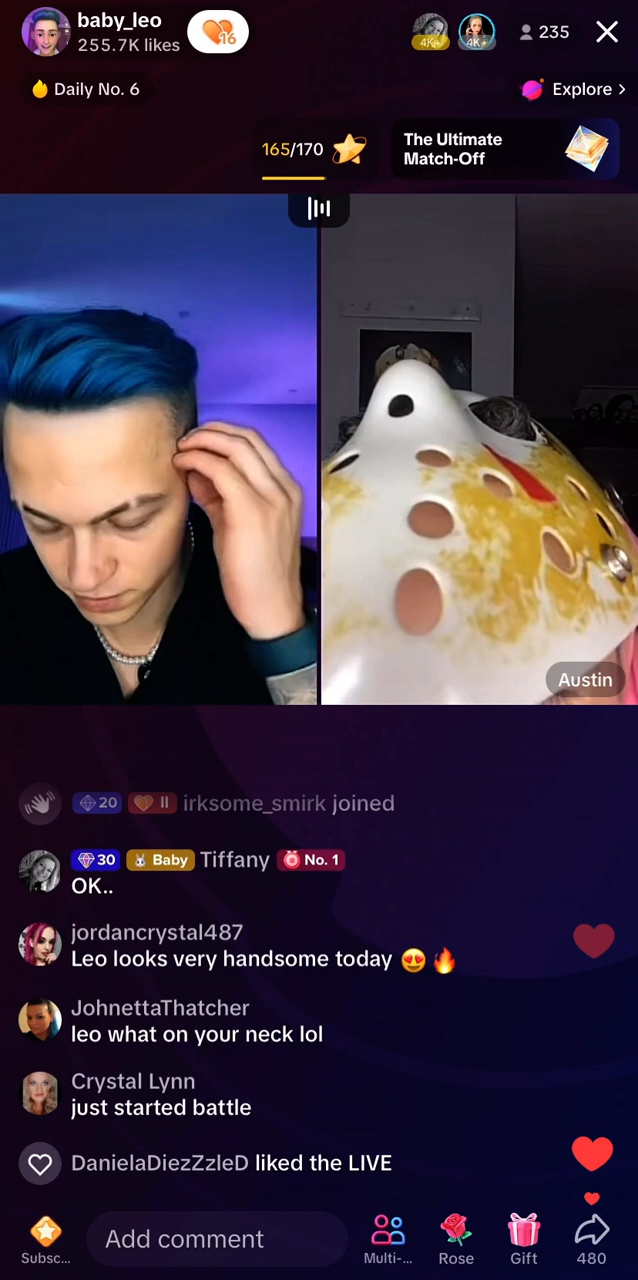 baby_leo
255.7K likes
16
4K+
4K+
235
Daily No. 6
Explore >
165/170
The Ultimate
Match-Off
Austin
20 II irksome_smirk joined
30 Baby Tiffany No. 1
OK..
jordancrystal487
Leo looks very handsome today 😍🔥
JohnettaThatcher
leo what on your neck lol
Crystal Lynn
just started battle
DanielaDiezZzleD liked the LIVE
Add comment
Subsc...
Multi-...
Rose
Gift
480